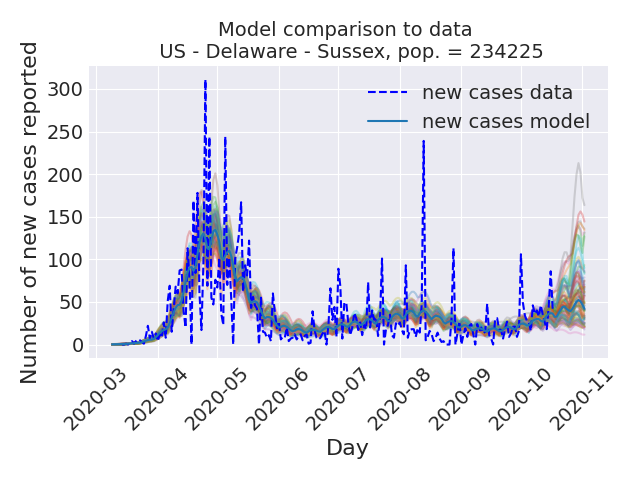 Model comparison to data
US - Delaware - Sussex, pop. = 234225
new cases data
new cases model
Number of new cases reported
300
250
200
150
100
50
0
2020-03
2020-04
2020-05
2020-06
2020-07
2020-08
2020-09
2020-10
2020-11
Day